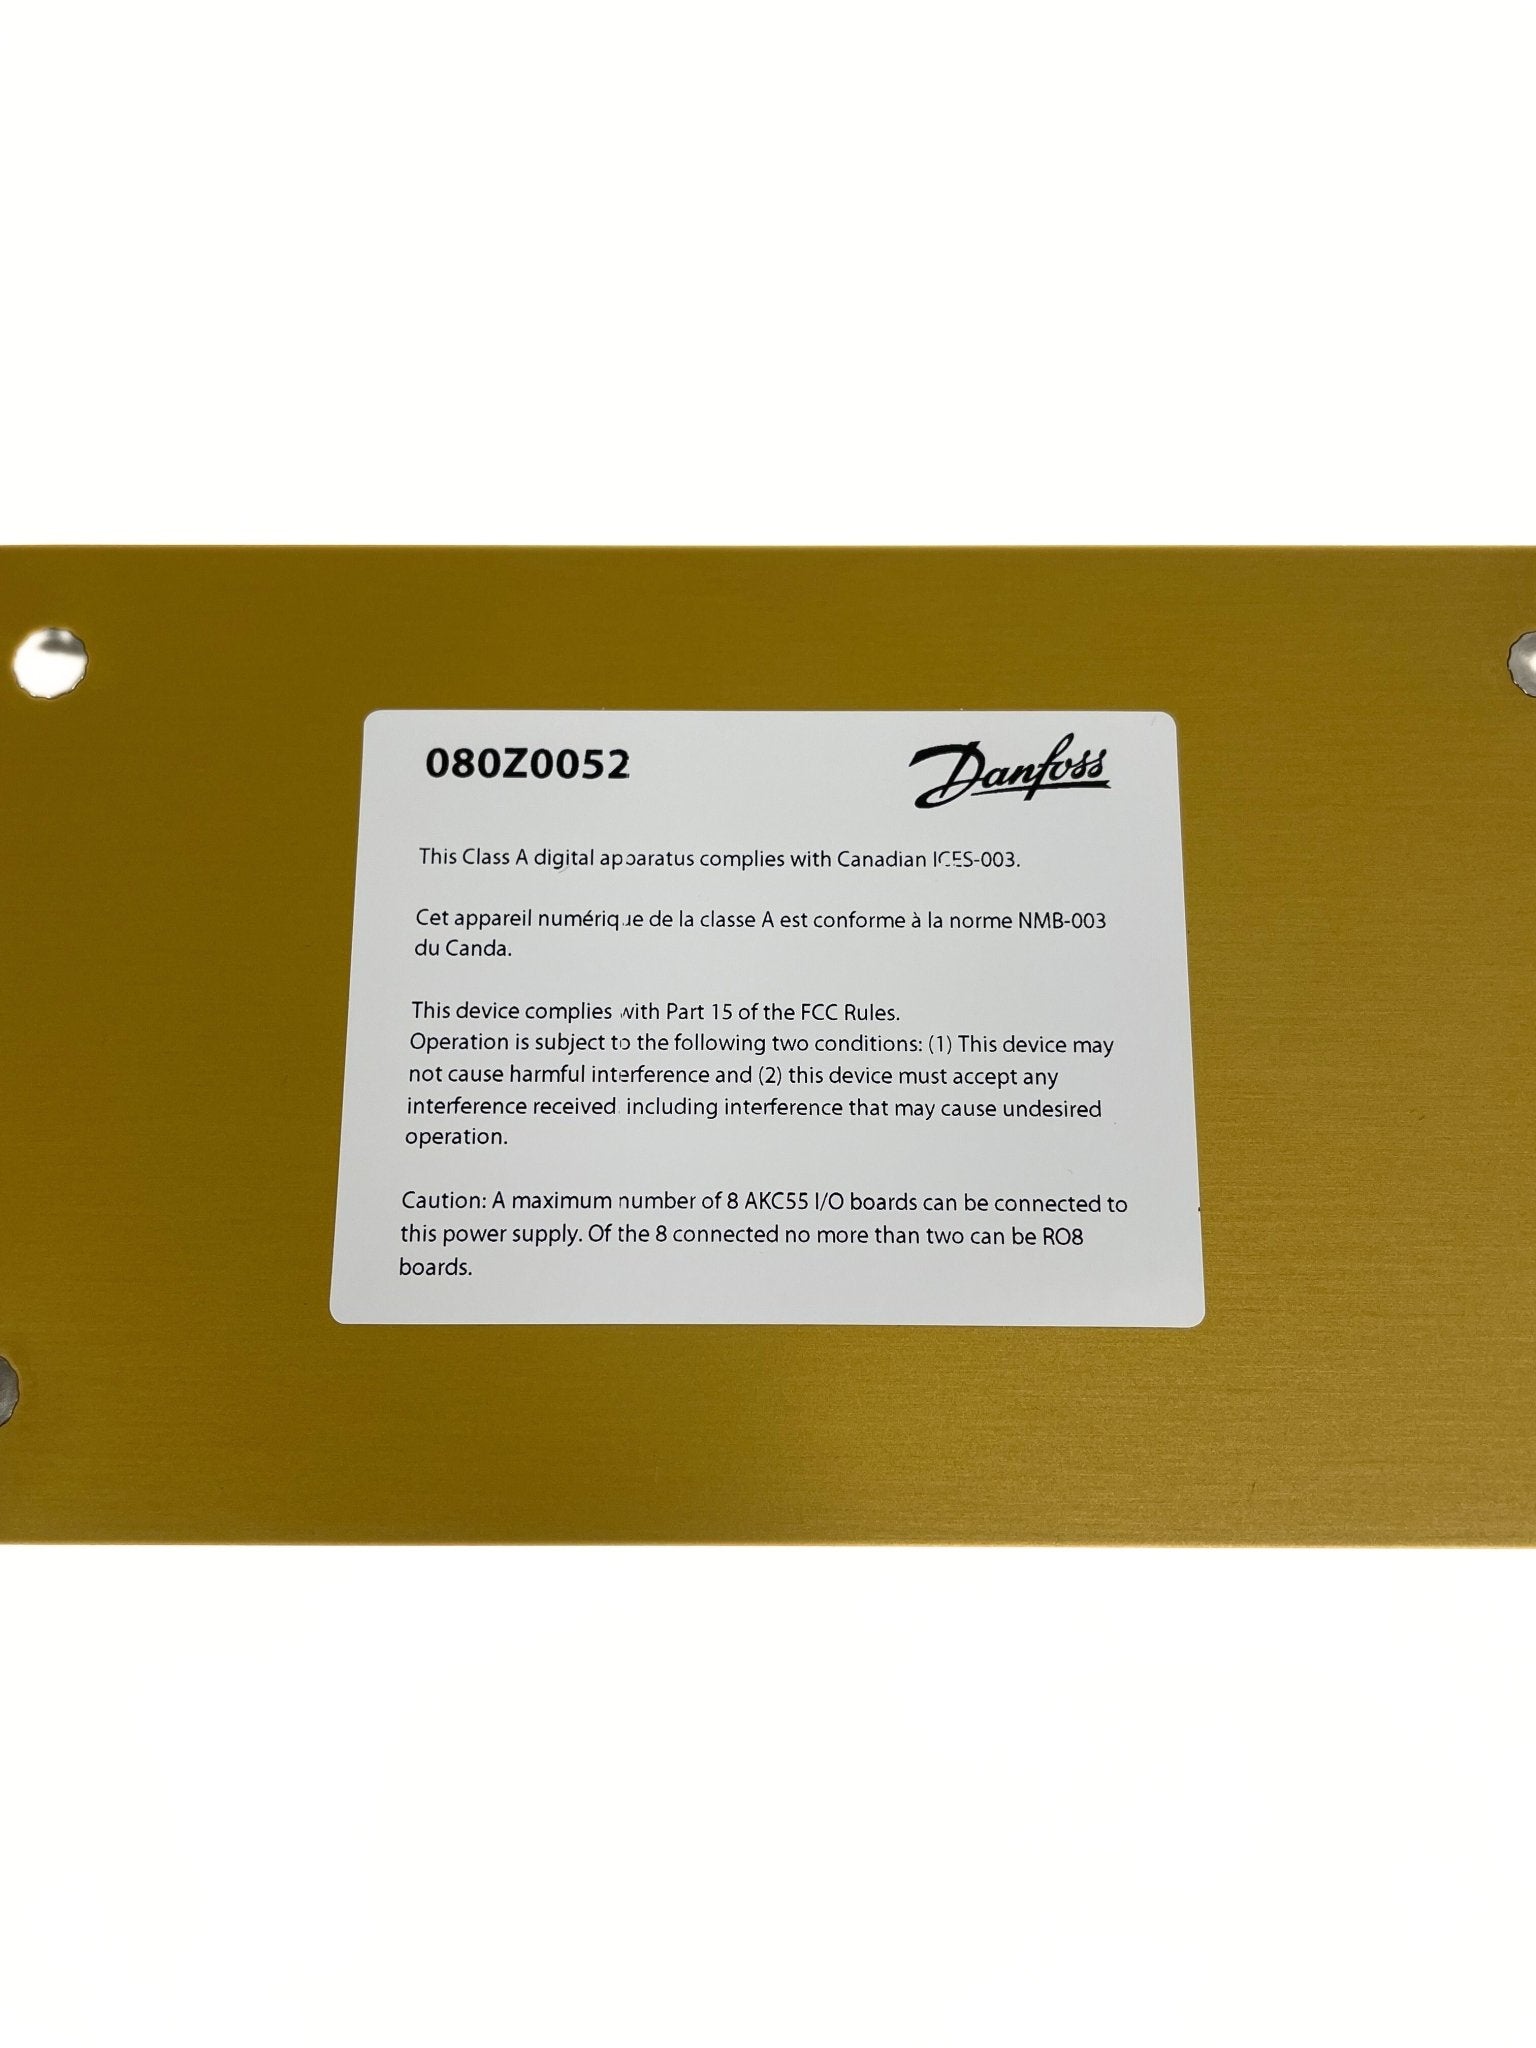 080Z0052 Danfoss
This Class A digital apparatus complies with Canadian ICES-003.
Cet appareil numérique de la classe A est conforme à la norme NMB-003
du Canda.
This device complies with Part 15 of the FCC Rules.
Operation is subject to the following two conditions: (1) This device may
not cause harmful interference and (2) this device must accept any
interference received, including interference that may cause undesired
operation.
Caution: A maximum number of 8 AKC55 I/O boards can be connected to
this power supply. Of the 8 connected no more than two can be RO8
boards.